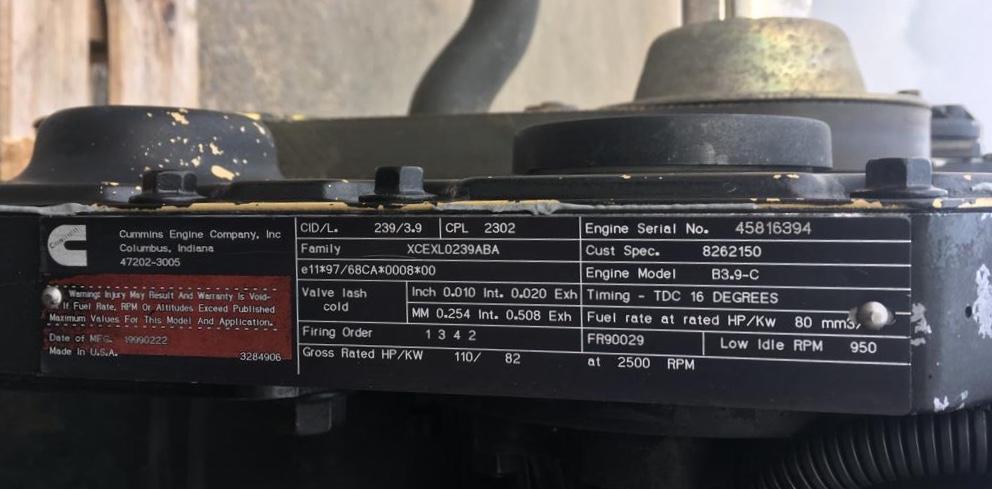 Cummins
Cummins Engine Company, Inc
Columbus, Indiana
47202-3005
Warning: Injury May Result And Warranty Is Void-
If Fuel Rate, RPM Or Altitudes Exceed Published
Maximum Values For This Model And Application.
Date of MFG. 19990222
Made in U.S.A. 3284906
CID/L. 239/3.9 CPL 2302
Family XCEXL0239ABA
e11*97/68CA*0008*00
Valve lash cold
Inch 0.010 Int. 0.020 Exh
MM 0.254 Int. 0.508 Exh
Firing Order 1 3 4 2
Gross Rated HP/KW 110/ 82
Engine Serial No. 45816394
Cust Spec. 8262150
Engine Model B3.9-C
Timing - TDC 16 DEGREES
Fuel rate at rated HP/Kw 80 mm3/
FR90029 Low Idle RPM 950
at 2500 RPM